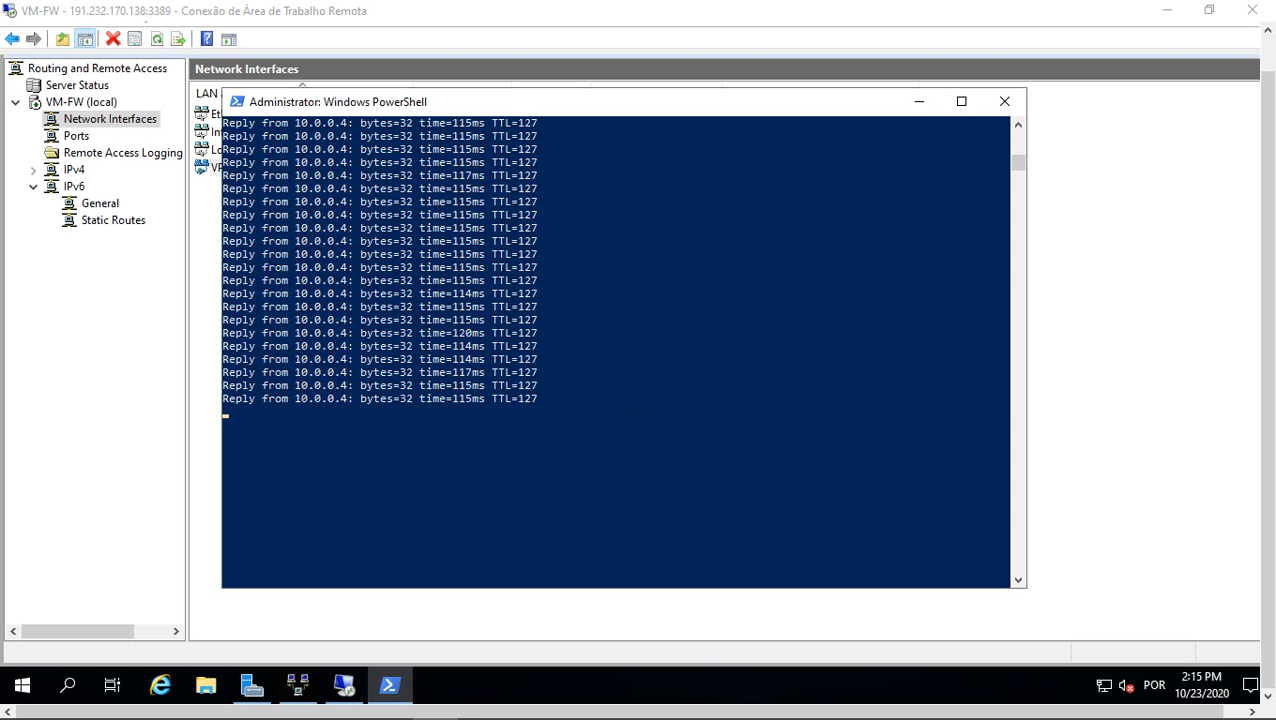 VM-FW - 191.232.170.138:3389 - Conexão de Área de Trabalho Remota
Routing and Remote Access
Server Status
VM-FW (local)
Network Interfaces
Ports
Remote Access Logging
IPv4
IPv6
General
Static Routes
Network Interfaces
LAN
Administrator: Windows PowerShell
Reply from 10.0.0.4: bytes=32 time=115ms TTL=127
Reply from 10.0.0.4: bytes=32 time=115ms TTL=127
Reply from 10.0.0.4: bytes=32 time=115ms TTL=127
Reply from 10.0.0.4: bytes=32 time=115ms TTL=127
Reply from 10.0.0.4: bytes=32 time=117ms TTL=127
Reply from 10.0.0.4: bytes=32 time=115ms TTL=127
Reply from 10.0.0.4: bytes=32 time=115ms TTL=127
Reply from 10.0.0.4: bytes=32 time=115ms TTL=127
Reply from 10.0.0.4: bytes=32 time=115ms TTL=127
Reply from 10.0.0.4: bytes=32 time=115ms TTL=127
Reply from 10.0.0.4: bytes=32 time=115ms TTL=127
Reply from 10.0.0.4: bytes=32 time=115ms TTL=127
Reply from 10.0.0.4: bytes=32 time=115ms TTL=127
Reply from 10.0.0.4: bytes=32 time=114ms TTL=127
Reply from 10.0.0.4: bytes=32 time=115ms TTL=127
Reply from 10.0.0.4: bytes=32 time=115ms TTL=127
Reply from 10.0.0.4: bytes=32 time=120ms TTL=127
Reply from 10.0.0.4: bytes=32 time=114ms TTL=127
Reply from 10.0.0.4: bytes=32 time=114ms TTL=127
Reply from 10.0.0.4: bytes=32 time=117ms TTL=127
Reply from 10.0.0.4: bytes=32 time=115ms TTL=127
Reply from 10.0.0.4: bytes=32 time=115ms TTL=127
POR
2:15 PM
10/23/2020